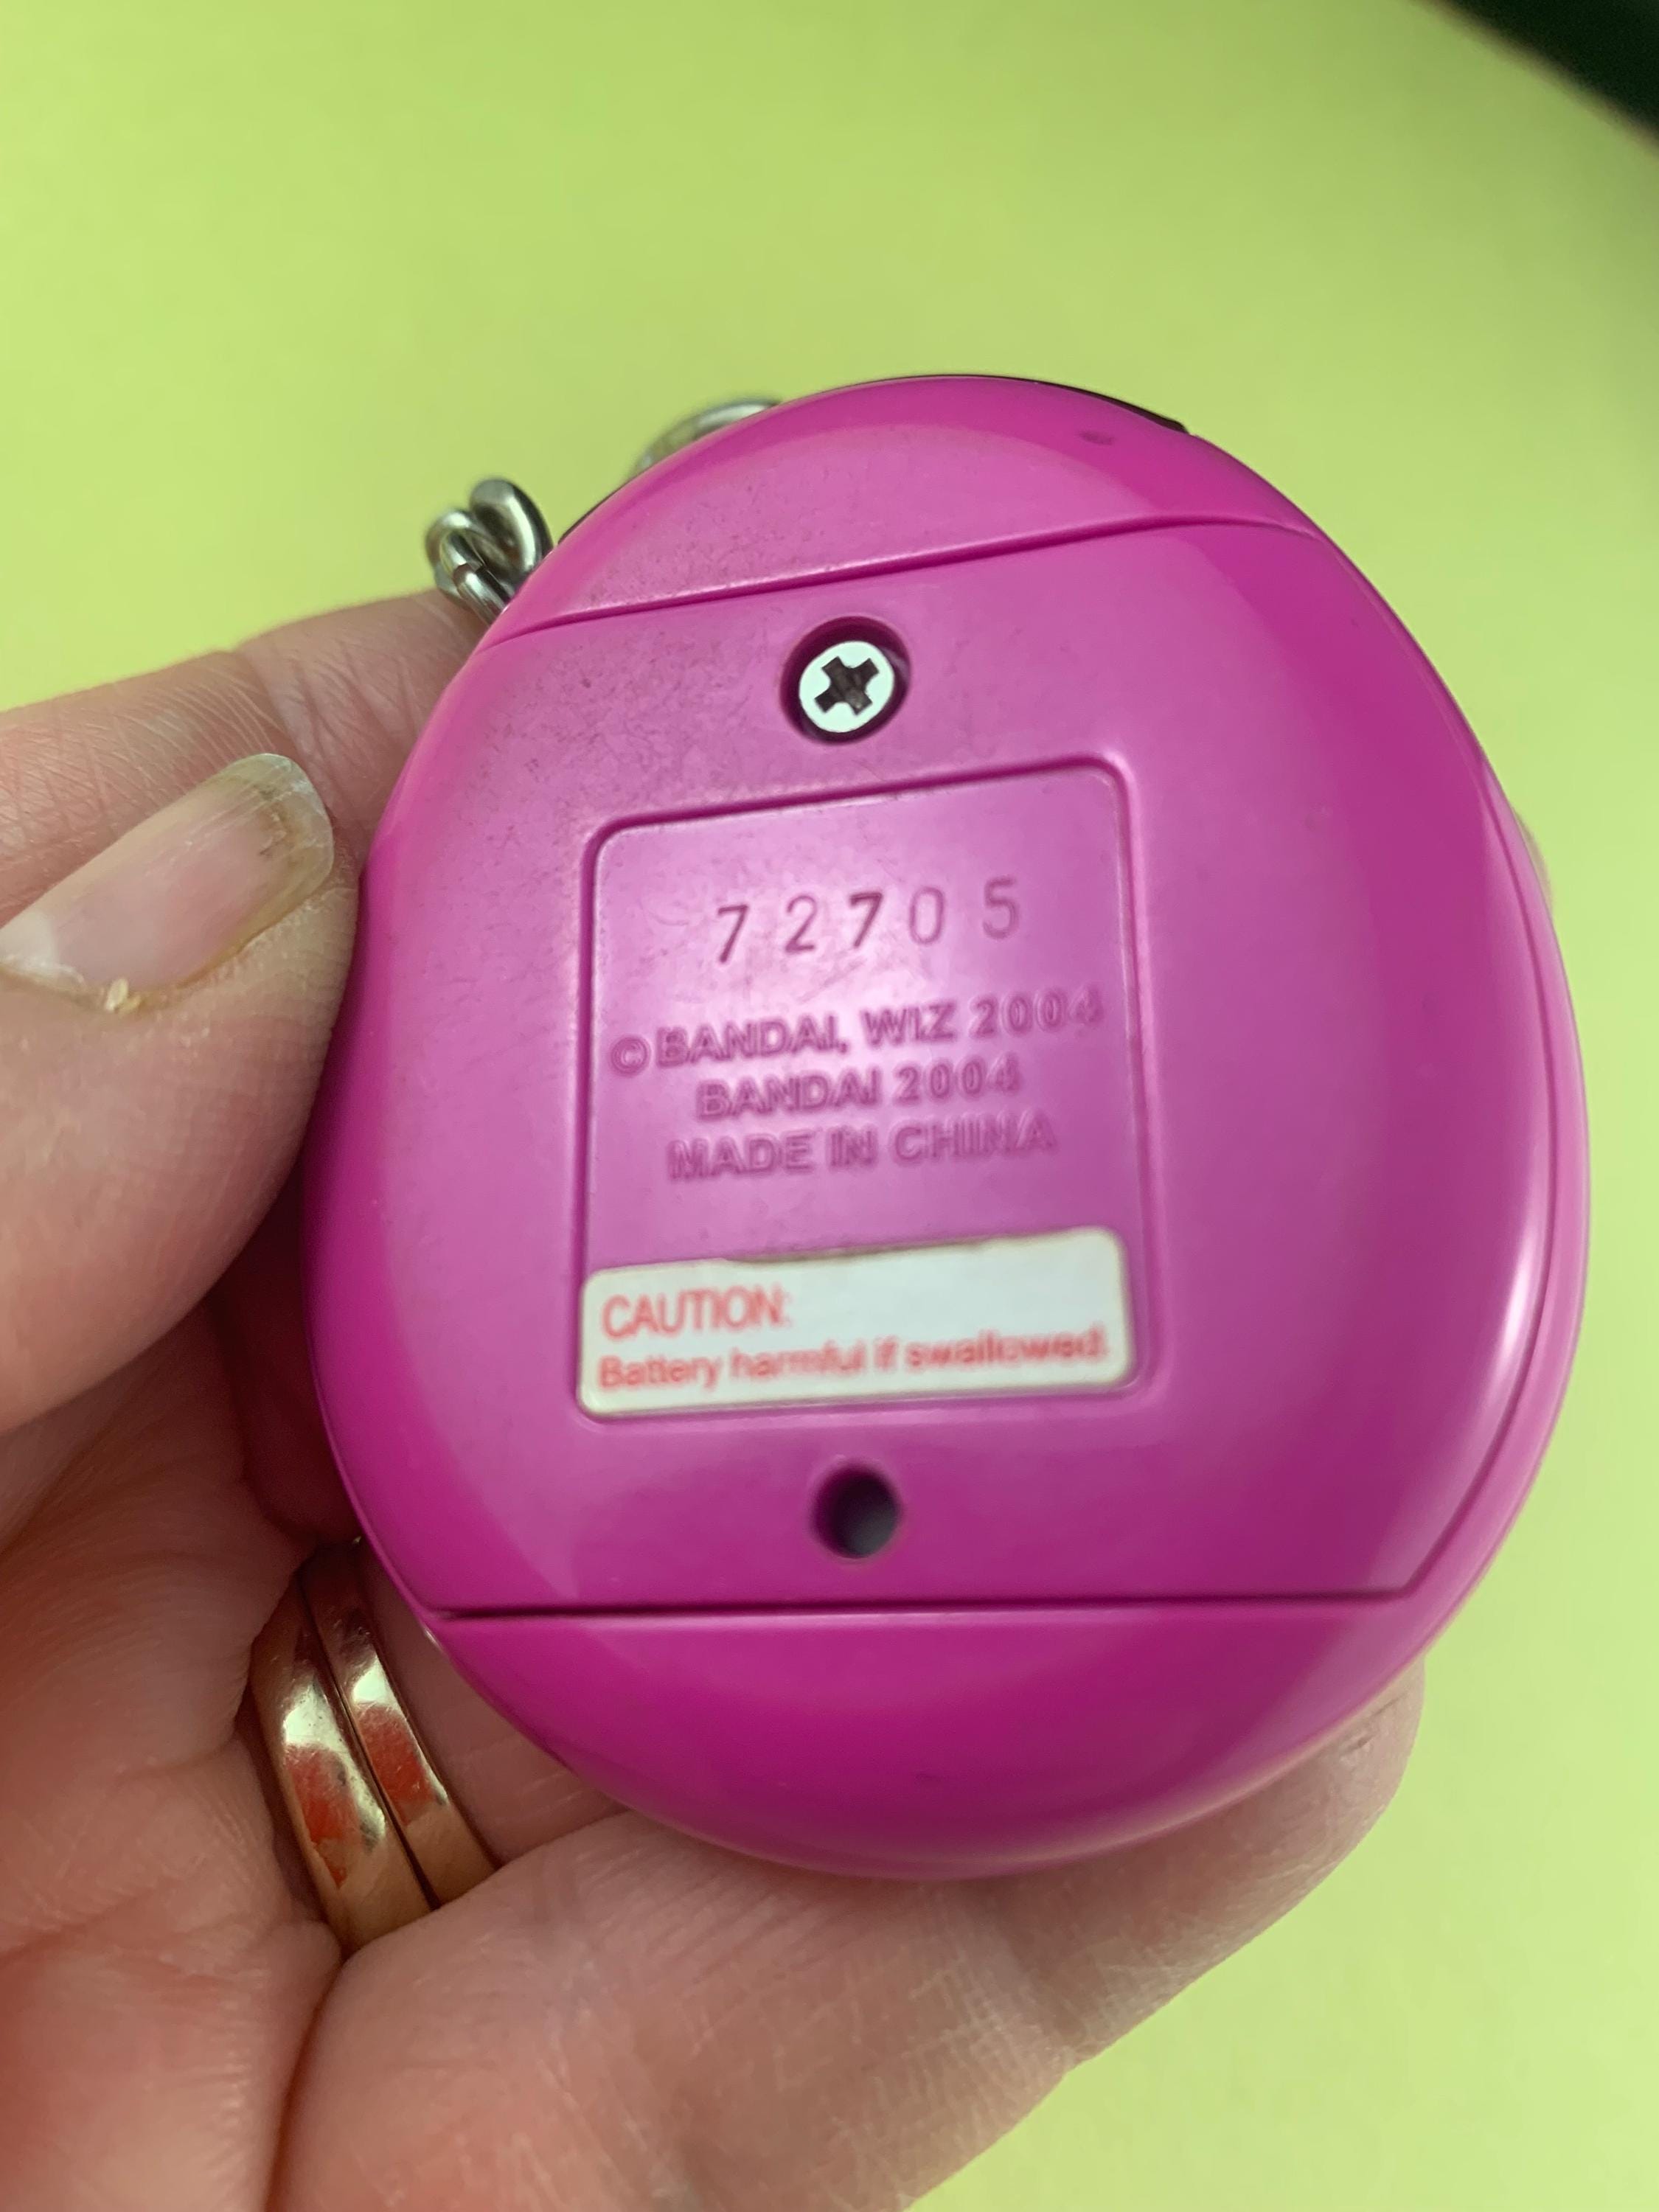 72705
©BANDAI, WIZ 2004
BANDAI 2004
MADE IN CHINA
CAUTION:
Battery harmful if swallowed.